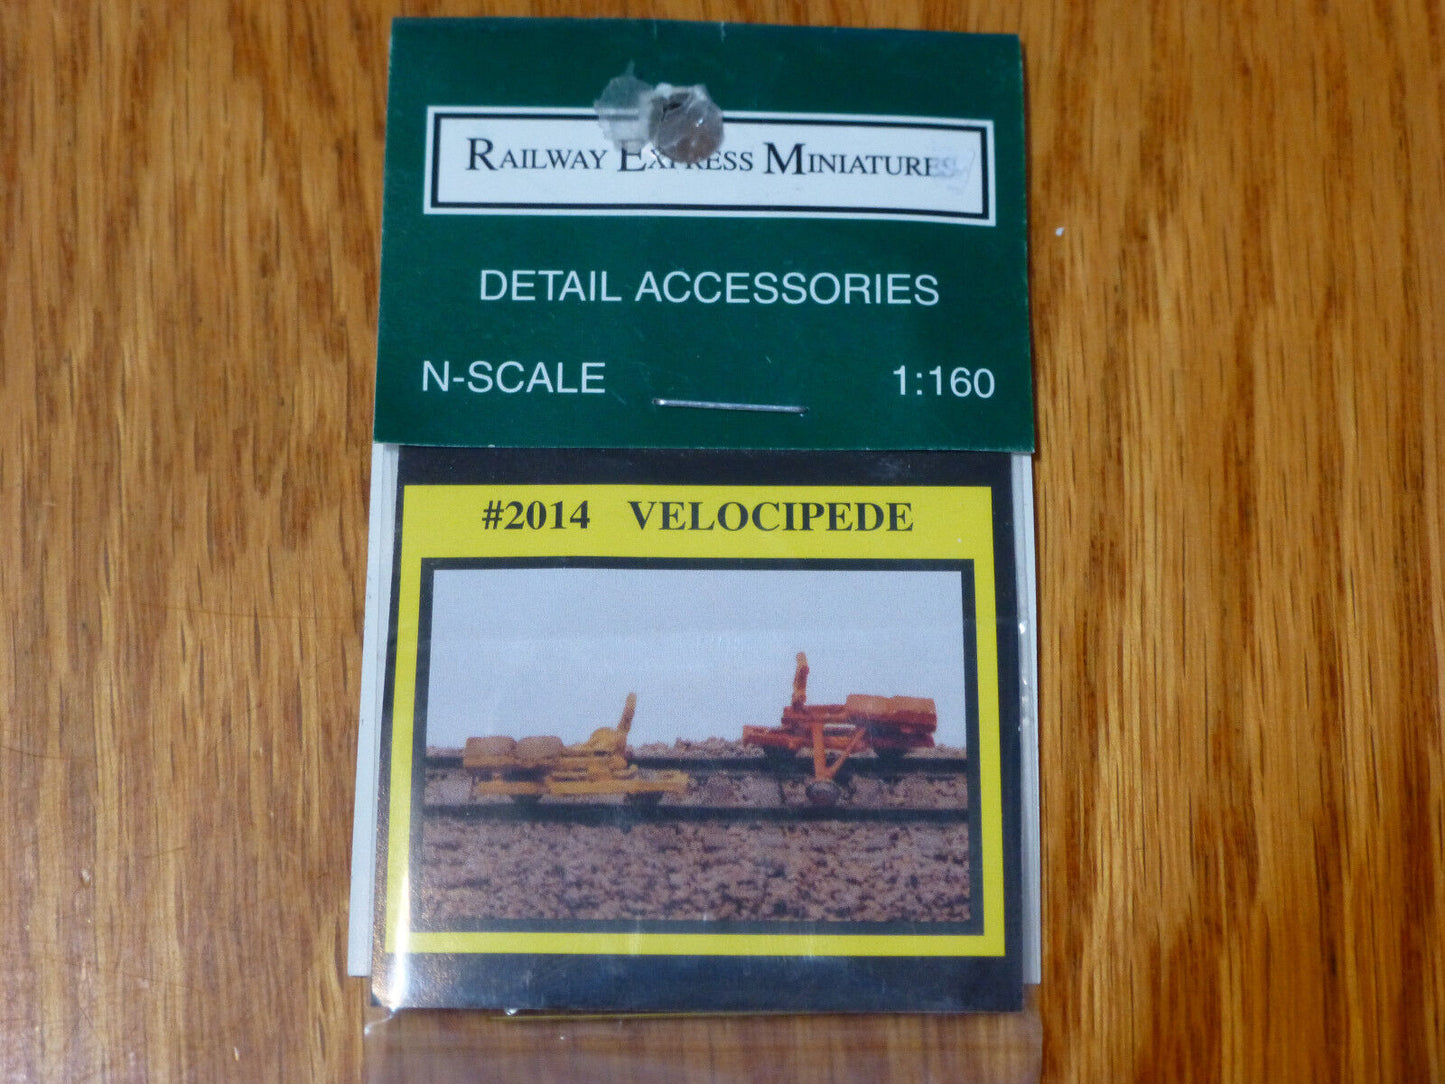 RAILWAY EXPRESS MINIATURES
DETAIL ACCESSORIES
N-SCALE 1:160
#2014 VELOCIPEDE